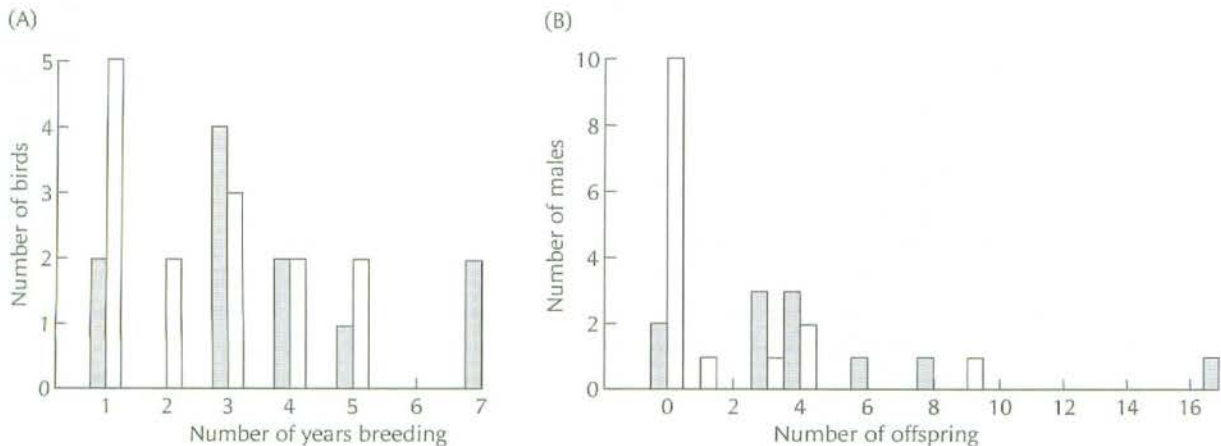 (A)
5
4
3
2
1
0
Number of birds
1 2 3 4 5 6 7
Number of years breeding
(B)
10
8
6
4
2
0
Number of males
0 2 4 6 8 10 12 14 16
Number of offspring